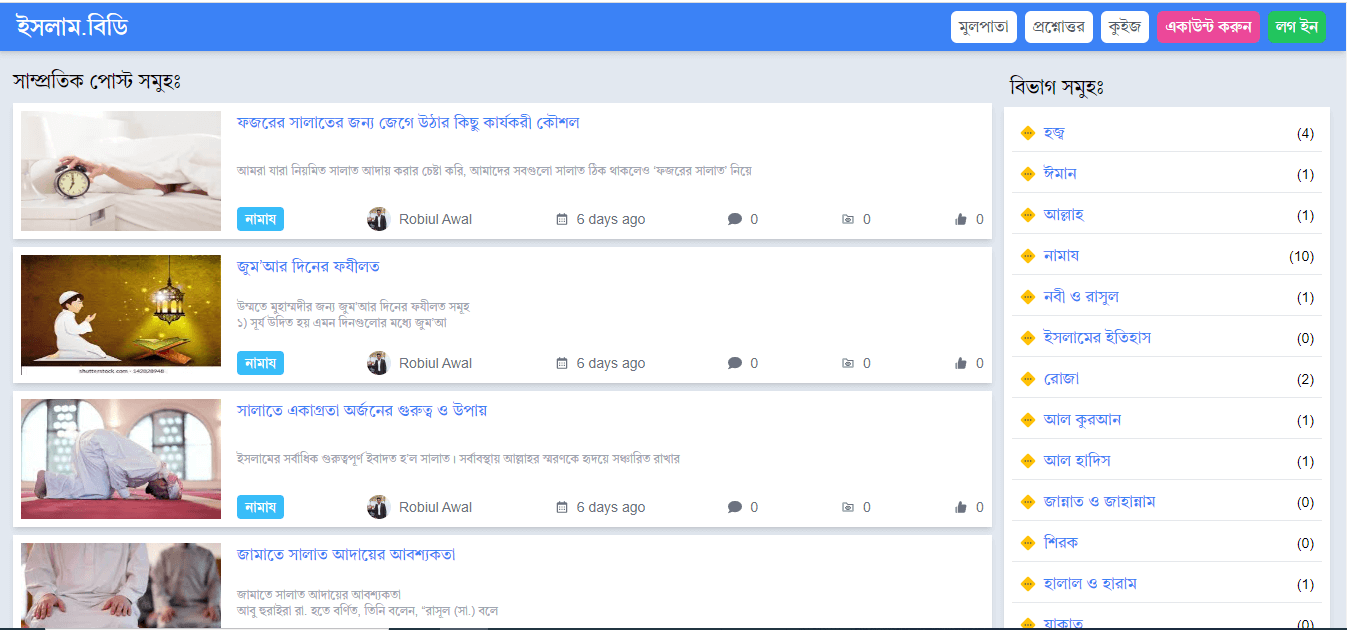 ইসলাম.বিডি
মুলপাতা
প্রশ্নোত্তর
কুইজ
একাউন্ট করুন
লগ ইন
সাম্প্রতিক পোস্ট সমুহঃ
ফজরের সালাতের জন্য জেগে উঠার কিছু কার্যকরী কৌশল
আমরা যারা নিয়মিত সালাত আদায় করার চেষ্টা করি, আমাদের সবগুলো সালাত ঠিক থাকলেও ‘ফজরের সালাত’ নিয়ে
নামায Robiul Awal 6 days ago 0 0 0
জুম‘আর দিনের ফযীলত
উম্মতে মুহাম্মদীর জন্য জুম‘আর দিনের ফযীলত সমূহ
১) সূর্য উদিত হয় এমন দিনগুলোর মধ্যে জুম‘আ
shutterstock.com · 142028948
নামায Robiul Awal 6 days ago 0 0 0
সালাতে একাগ্রতা অর্জনের গুরুত্ব ও উপায়
ইসলামের সর্বাধিক গুরুত্বপূর্ণ ইবাদত হ’ল সালাত। সর্বাবস্থায় আল্লাহর স্মরণকে হৃদয়ে সঞ্চারিত রাখার
নামায Robiul Awal 6 days ago 0 0 0
জামাতে সালাত আদায়ের আবশ্যকতা
জামাতে সালাত আদায়ের আবশ্যকতা
আবু হুরাইরা রা. হতে বর্ণিত, তিনি বলেন, “রাসূল (সা.) বলে
বিভাগ সমুহঃ
হজ্ব (4)
ঈমান (1)
আল্লাহ (1)
নামায (10)
নবী ও রাসুল (1)
ইসলামের ইতিহাস (0)
রোজা (2)
আল কুরআন (1)
আল হাদিস (1)
জান্নাত ও জাহান্নাম (0)
শিরক (0)
হালাল ও হারাম (1)
যাকাত (0)